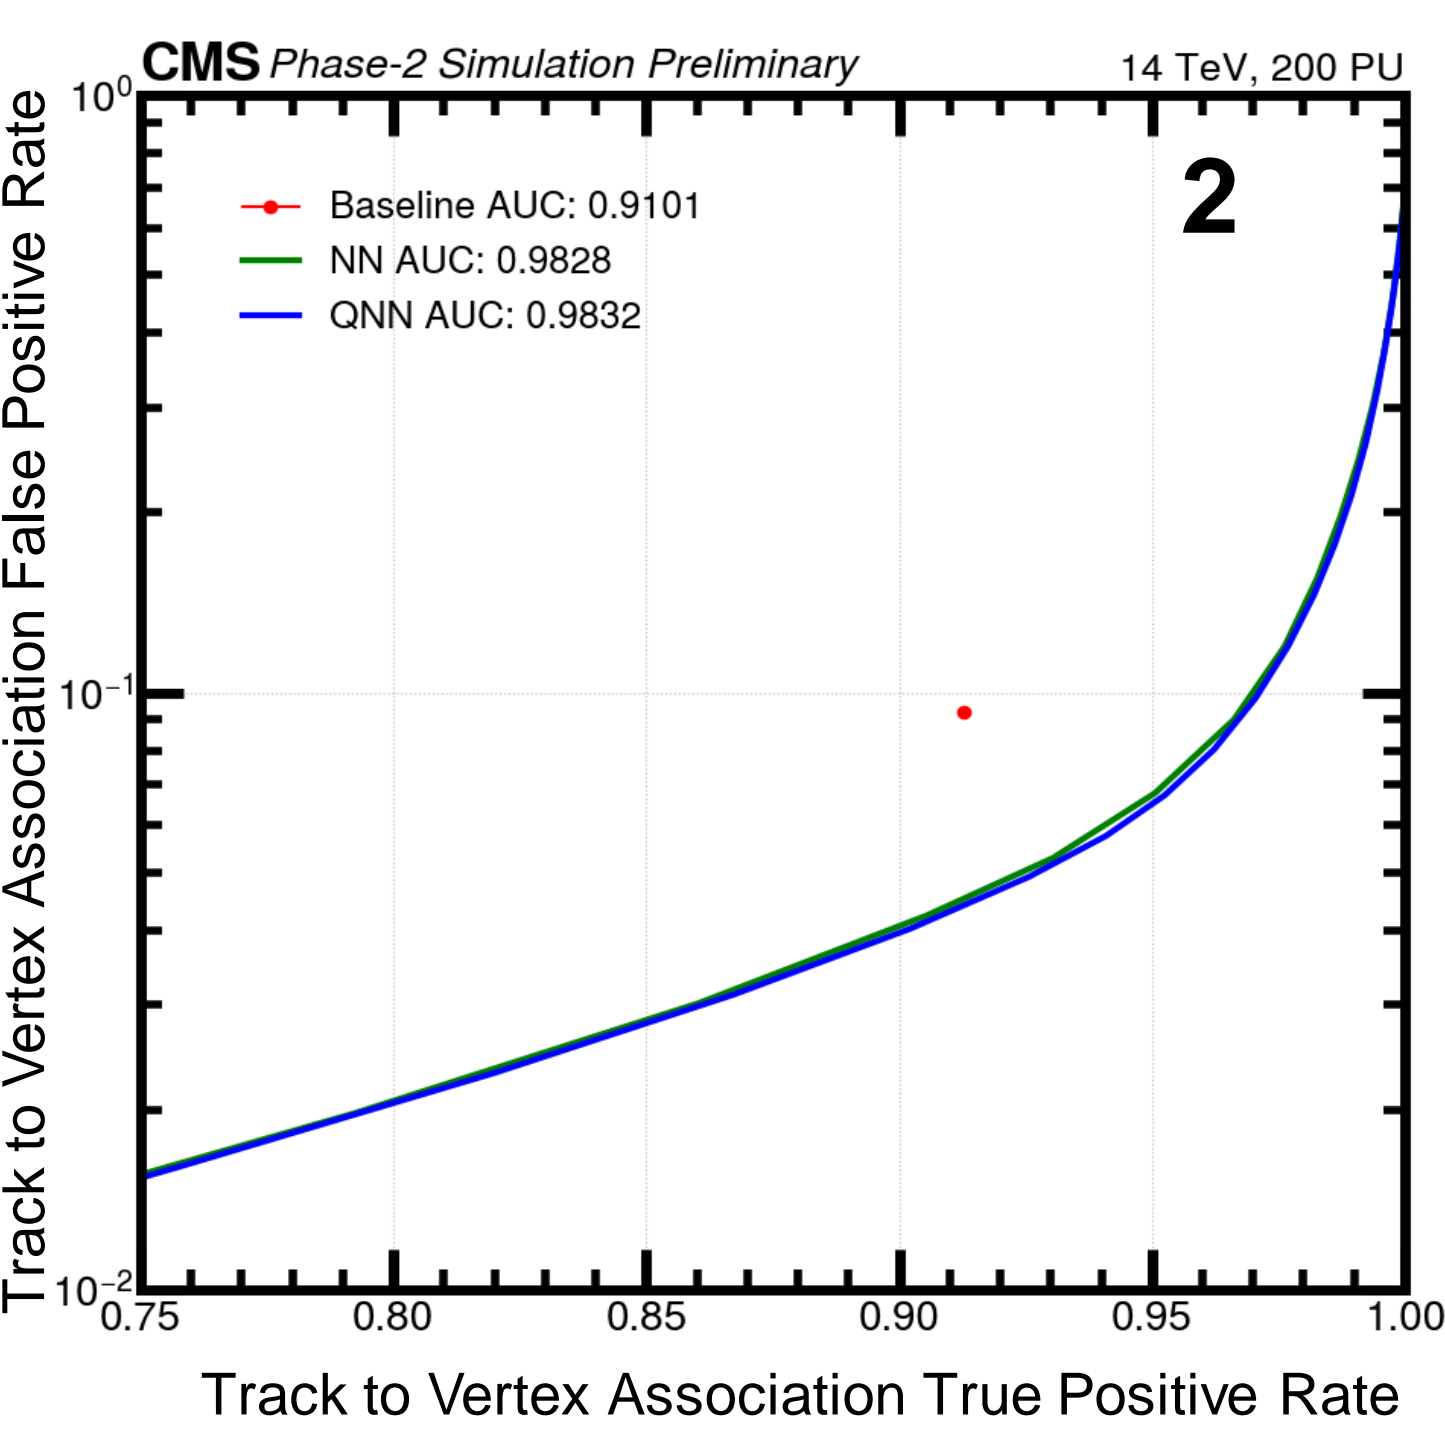 CMS Phase-2 Simulation Preliminary 14 TeV, 200 PU
Track to Vertex Association False Positive Rate
10⁰
10⁻¹
10⁻²
2
Baseline AUC: 0.9101
NN AUC: 0.9828
QNN AUC: 0.9832
0.75 0.80 0.85 0.90 0.95 1.00
Track to Vertex Association True Positive Rate